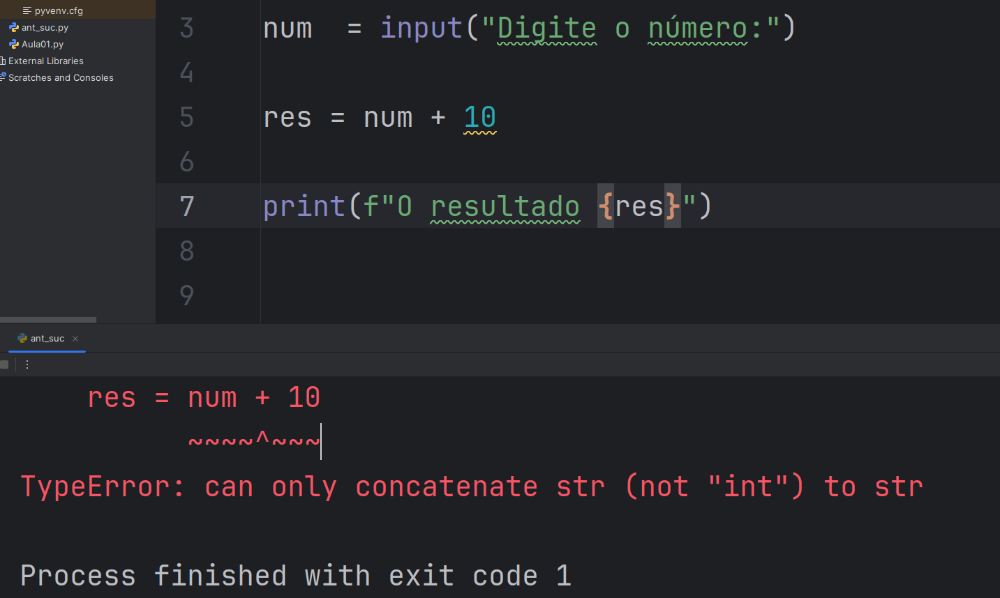 pyvenv.cfg
ant_suc.py
Aula01.py
External Libraries
Scratches and Consoles
3 num  = input("Digite o número:")
4
5 res = num + 10
6
7 print(f"O resultado {res}")
8
9
ant_suc ×
    res = num + 10
          ~~~~^~~~
TypeError: can only concatenate str (not "int") to str
Process finished with exit code 1